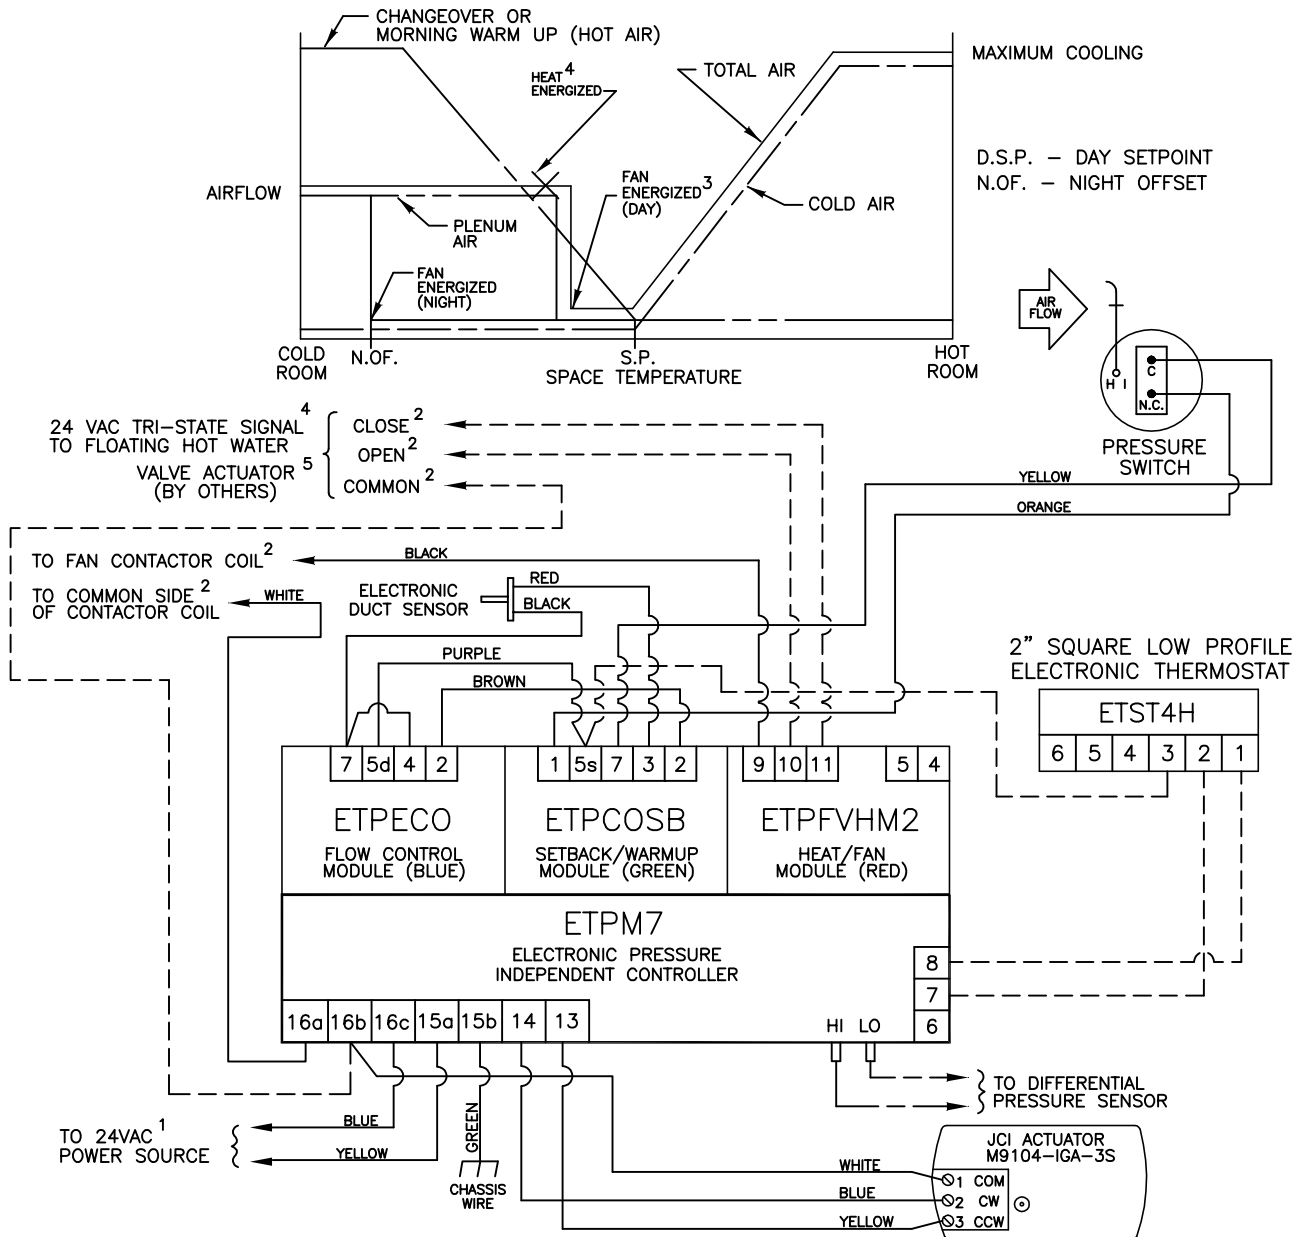 CHANGEOVER OR
MORNING WARM UP (HOT AIR)
HEAT 4
ENERGIZED
TOTAL AIR
MAXIMUM COOLING
D.S.P. – DAY SETPOINT
N.OF. – NIGHT OFFSET
AIRFLOW
FAN
ENERGIZED 3
(DAY)
COLD AIR
PLENUM
AIR
FAN
ENERGIZED
(NIGHT)
COLD
ROOM
N.OF.
S.P.
SPACE TEMPERATURE
HOT
ROOM
AIR
FLOW
H I
C
N.C.
PRESSURE
SWITCH
24 VAC TRI-STATE SIGNAL 4
TO FLOATING HOT WATER
VALVE ACTUATOR 5
(BY OTHERS)
CLOSE 2
OPEN 2
COMMON 2
YELLOW
ORANGE
TO FAN CONTACTOR COIL 2
BLACK
TO COMMON SIDE 2
OF CONTACTOR COIL
WHITE
ELECTRONIC
DUCT SENSOR
RED
BLACK
PURPLE
BROWN
2" SQUARE LOW PROFILE
ELECTRONIC THERMOSTAT
ETST4H
6 5 4 3 2 1
7 5d 4 2
1 5s 7 3 2
9 10 11
5 4
ETPECO
FLOW CONTROL
MODULE (BLUE)
ETPCOSB
SETBACK/WARMUP
MODULE (GREEN)
ETPFVHM2
HEAT/FAN
MODULE (RED)
ETPM7
ELECTRONIC PRESSURE
INDEPENDENT CONTROLLER
8
7
6
16a 16b 16c 15a 15b 14 13
HI LO
TO DIFFERENTIAL
PRESSURE SENSOR
TO 24VAC 1
POWER SOURCE
BLUE
YELLOW
GREEN
CHASSIS
WIRE
JCI ACTUATOR
M9104-IGA-3S
WHITE
BLUE
YELLOW
1 COM
2 CW
3 CCW